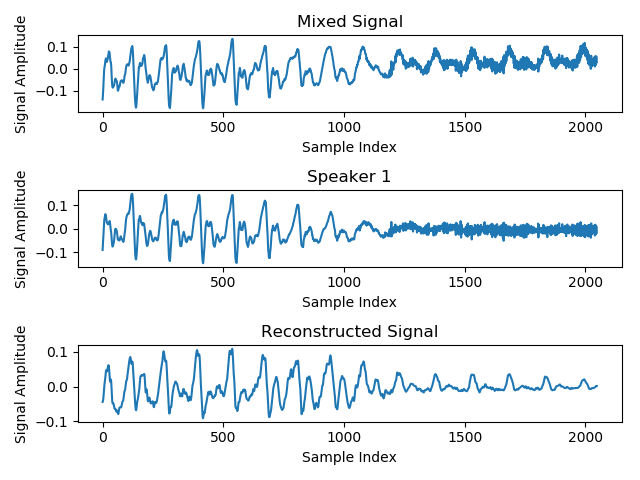 Mixed Signal
Signal Amplitude
0.1
0.0
−0.1
0 500 1000 1500 2000
Sample Index
Speaker 1
Signal Amplitude
0.1
0.0
−0.1
0 500 1000 1500 2000
Sample Index
Reconstructed Signal
Signal Amplitude
0.1
0.0
−0.1
0 500 1000 1500 2000
Sample Index